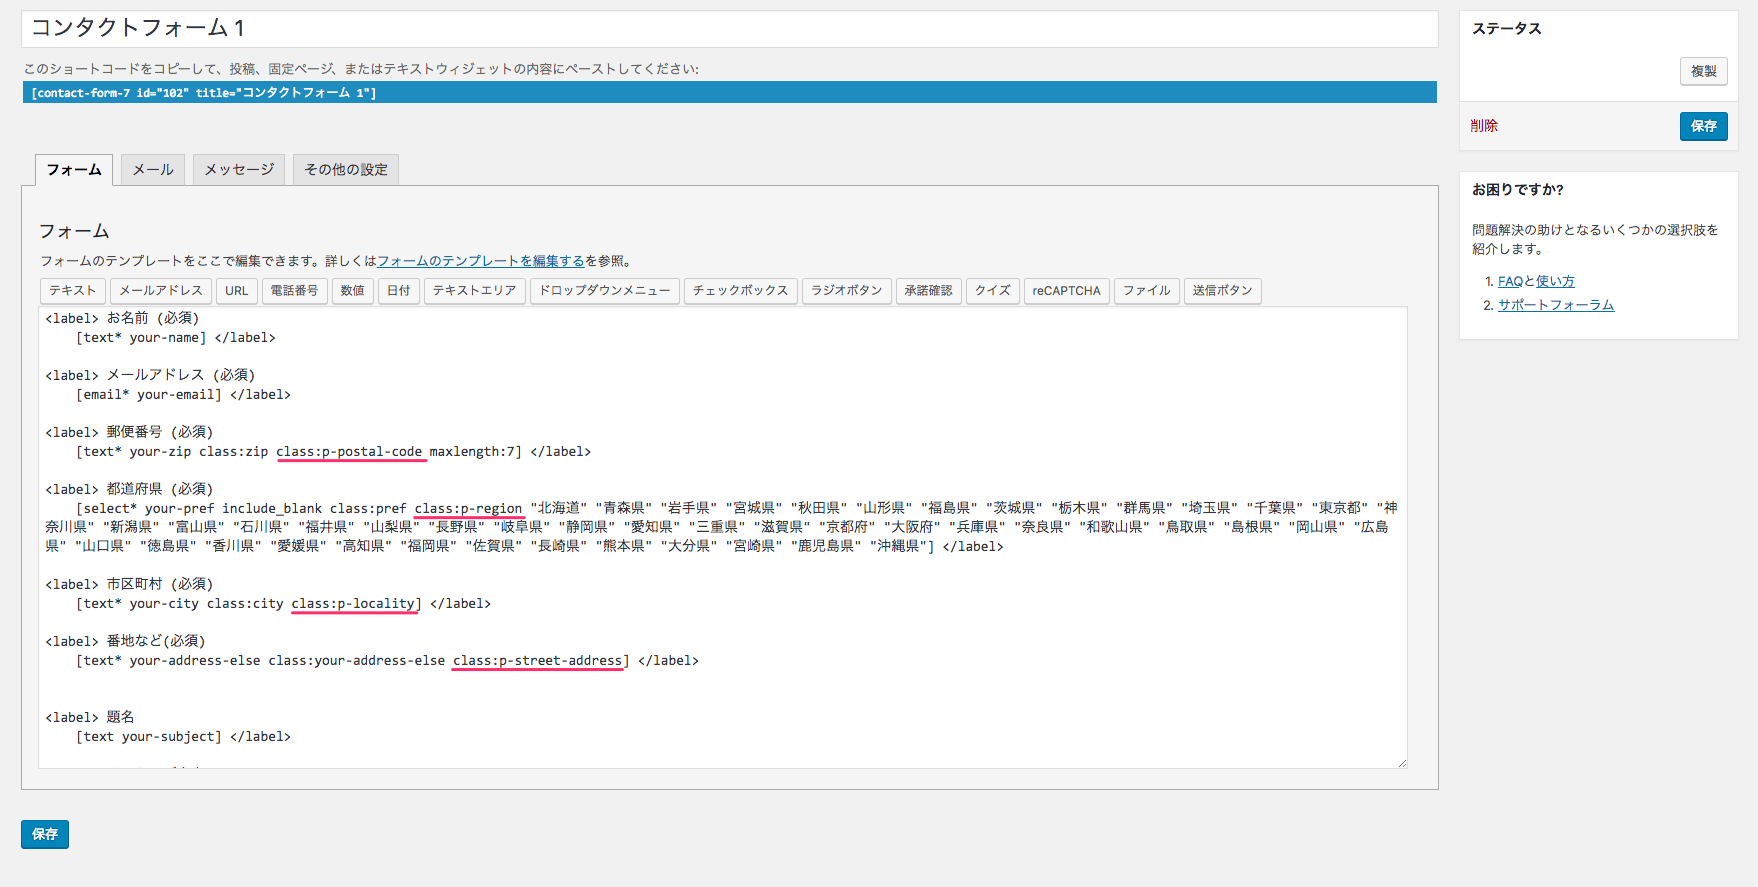 コンタクトフォーム 1
このショートコードをコピーして、投稿、固定ページ、またはテキストウィジェットの内容にペーストしてください:
[contact-form-7 id="102" title="コンタクトフォーム 1"]
フォーム メール メッセージ その他の設定
フォーム
フォームのテンプレートをここで編集できます。詳しくはフォームのテンプレートを編集するを参照。
テキスト メールアドレス URL 電話番号 数値 日付 テキストエリア ドロップダウンメニュー チェックボックス ラジオボタン 承諾確認 クイズ reCAPTCHA ファイル 送信ボタン
<label> お名前 (必須)
[text* your-name] </label>
<label> メールアドレス (必須)
[email* your-email] </label>
<label> 郵便番号 (必須)
[text* your-zip class:zip class:p-postal-code maxlength:7] </label>
<label> 都道府県 (必須)
[select* your-pref include_blank class:pref class:p-region "北海道" "青森県" "岩手県" "宮城県" "秋田県" "山形県" "福島県" "茨城県" "栃木県" "群馬県" "埼玉県" "千葉県" "東京都" "神
奈川県" "新潟県" "富山県" "石川県" "福井県" "山梨県" "長野県" "岐阜県" "静岡県" "愛知県" "三重県" "滋賀県" "京都府" "大阪府" "兵庫県" "奈良県" "和歌山県" "鳥取県" "島根県" "岡山県" "広島
県" "山口県" "徳島県" "香川県" "愛媛県" "高知県" "福岡県" "佐賀県" "長崎県" "熊本県" "大分県" "宮崎県" "鹿児島県" "沖縄県"] </label>
<label> 市区町村 (必須)
[text* your-city class:city class:p-locality] </label>
<label> 番地など(必須)
[text* your-address-else class:your-address-else class:p-street-address] </label>
<label> 題名
[text your-subject] </label>
保存
ステータス
複製
削除 保存
お困りですか?
問題解決の助けとなるいくつかの選択肢を
紹介します。
1. FAQと使い方
2. サポートフォーラム